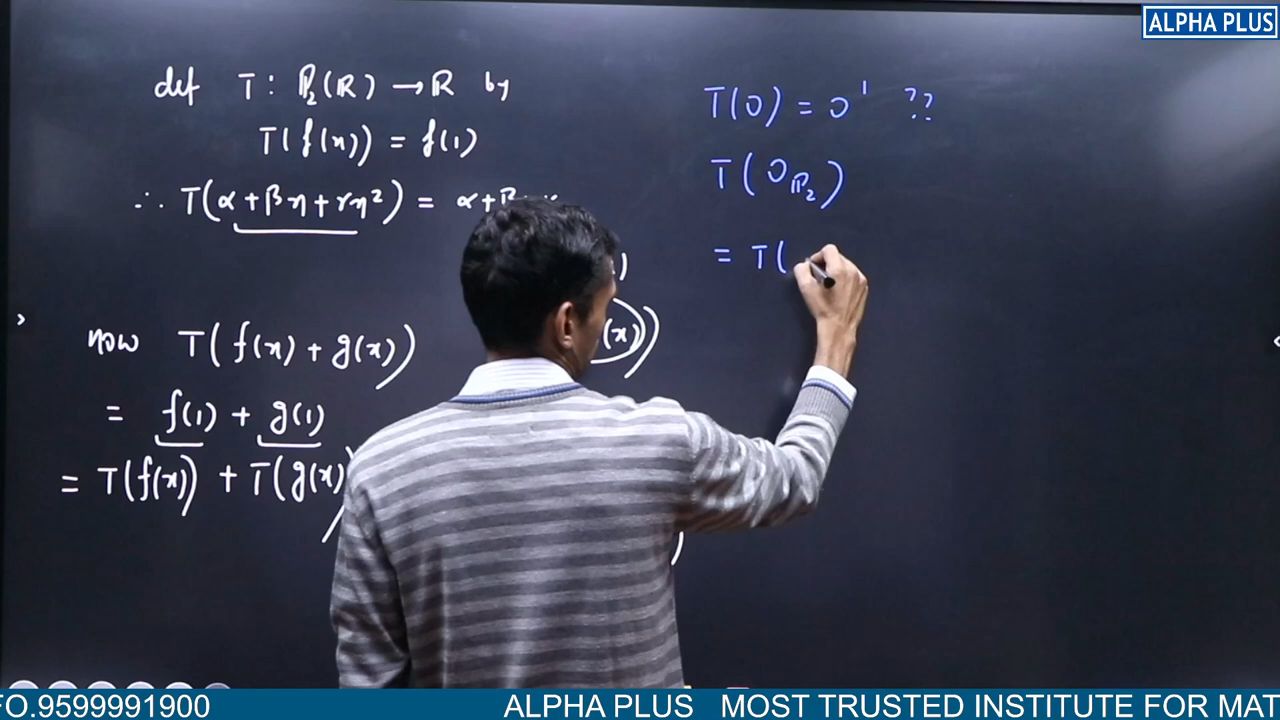 ALPHA PLUS
def T : P₂(R) → R by
T(f(x)) = f(1)
∴ T(α + βx + γx²) = α + β
now T(f(x) + g(x))
= f(1) + g(1)
= T(f(x)) + T(g(x)
(x)))
T(0) = 0' ??
T(0_P₂)
= T(
FO.9599991900 ALPHA PLUS MOST TRUSTED INSTITUTE FOR MAT